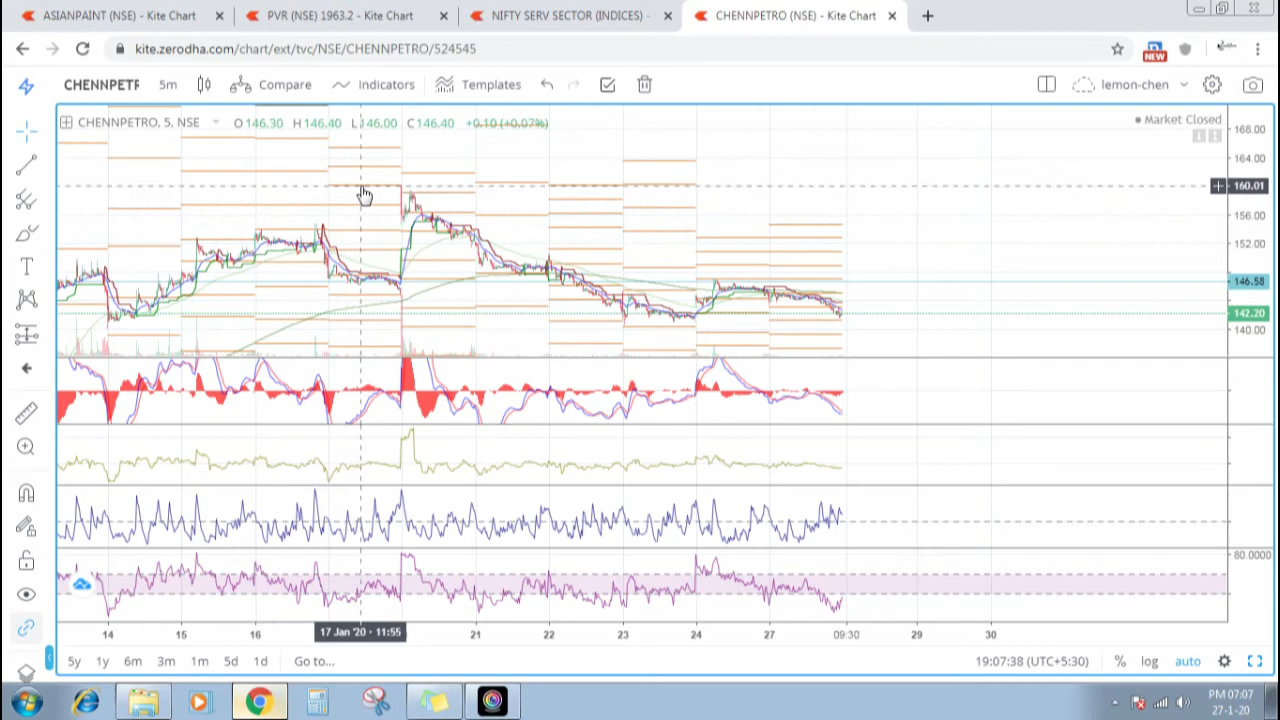 ASIANPAINT (NSE) - Kite Chart
PVR (NSE) 1963.2 - Kite Chart
NIFTY SERV SECTOR (INDICES) -
CHENNPETRO (NSE) - Kite Chart
kite.zerodha.com/chart/ext/tvc/NSE/CHENNPETRO/524545
NEW
CHENNPETR
5m
Compare
Indicators
Templates
lemon-chen
CHENNPETRO, 5, NSE
O 146.30 H 146.40 L 146.00 C 146.40 +0.10 (+0.07%)
Market Closed
168.00
164.00
160.01
156.00
152.00
146.58
142.20
140.00
T
80.0000
14 15 16 17 Jan '20 - 11:55 21 22 23 24 27 09:30 29 30
5y 1y 6m 3m 1m 5d 1d Go to...
19:07:38 (UTC+5:30) % log auto
PM 07:07
27-1-20